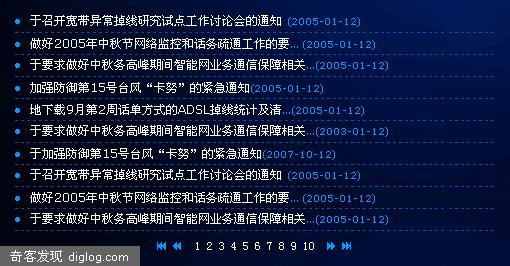 于召开宽带异常掉线研究试点工作讨论会的通知 (2005-01-12)
做好2005年中秋节网络监控和话务疏通工作的要... (2005-01-12)
于要求做好中秋务高峰期间智能网业务通信保障相关...(2005-01-12)
加强防御第15号台风“卡努”的紧急通知(2005-01-12)
地下载9月第2周话单方式的ADSL掉线统计及清...(2005-01-12)
于要求做好中秋务高峰期间智能网业务通信保障相关...(2003-01-12)
于加强防御第15号台风“卡努”的紧急通知(2007-10-12)
于召开宽带异常掉线研究试点工作讨论会的通知 (2005-01-12)
做好2005年中秋节网络监控和话务疏通工作的要... (2005-01-12)
于要求做好中秋务高峰期间智能网业务通信保障相关...(2005-01-12)
1 2 3 4 5 6 7 8 9 10
奇客发现 diglog.com